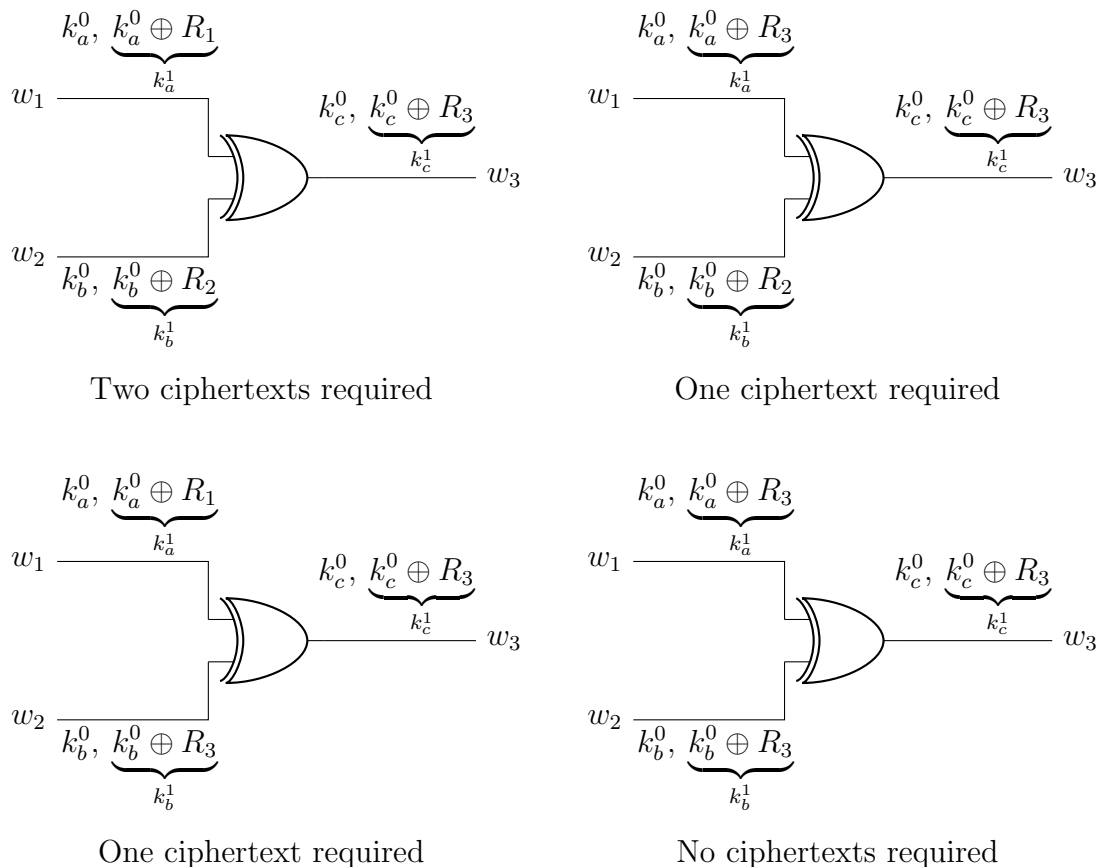 k_a^0, k_a^0 ⊕ R_1
k_a^1
w_1
k_c^0, k_c^0 ⊕ R_3
k_c^1
w_3
w_2
k_b^0, k_b^0 ⊕ R_2
k_b^1
Two ciphertexts required
k_a^0, k_a^0 ⊕ R_3
k_a^1
w_1
k_c^0, k_c^0 ⊕ R_3
k_c^1
w_3
w_2
k_b^0, k_b^0 ⊕ R_2
k_b^1
One ciphertext required
k_a^0, k_a^0 ⊕ R_1
k_a^1
w_1
k_c^0, k_c^0 ⊕ R_3
k_c^1
w_3
w_2
k_b^0, k_b^0 ⊕ R_3
k_b^1
One ciphertext required
k_a^0, k_a^0 ⊕ R_3
k_a^1
w_1
k_c^0, k_c^0 ⊕ R_3
k_c^1
w_3
w_2
k_b^0, k_b^0 ⊕ R_3
k_b^1
No ciphertexts required